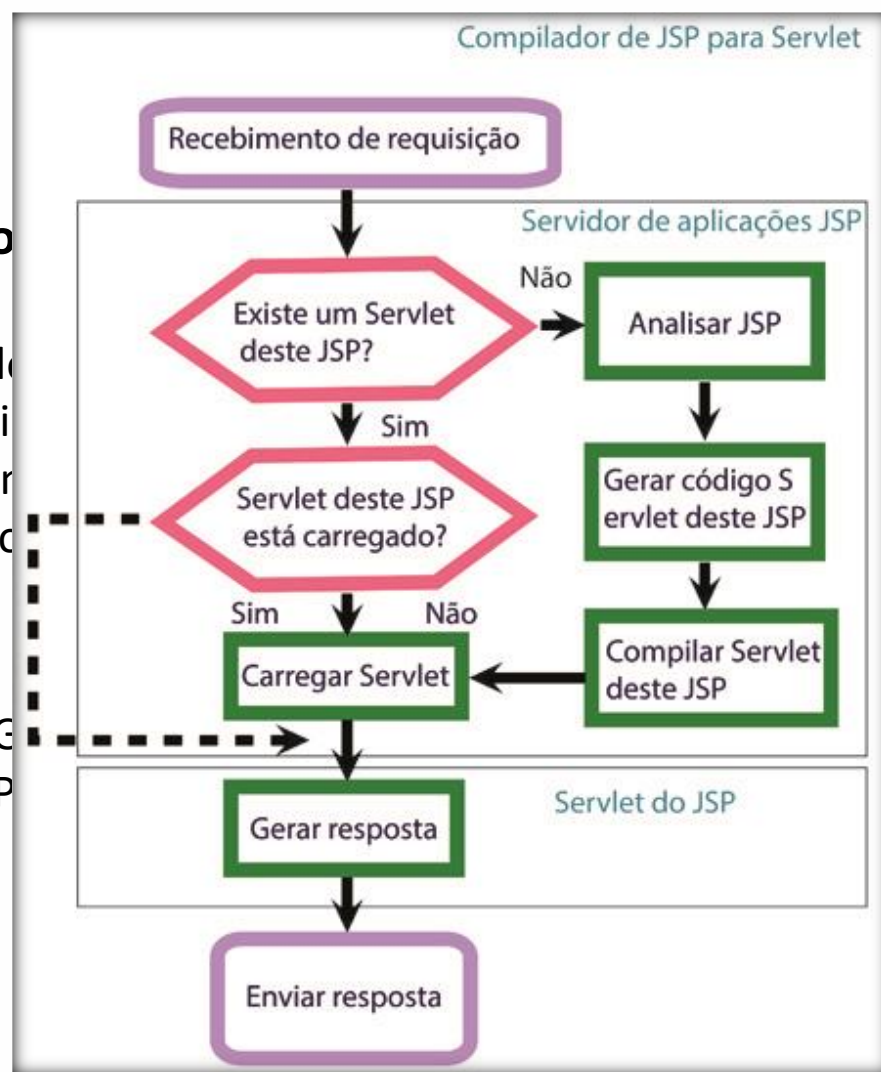 Compilador de JSP para Servlet
Recebimento de requisição
Servidor de aplicações JSP
Existe um Servlet
deste JSP?
Não
Analisar JSP
Sim
Servlet deste JSP
está carregado?
Gerar código S
ervlet deste JSP
Sim
Não
Carregar Servlet
Compilar Servlet
deste JSP
Servlet do JSP
Gerar resposta
Enviar resposta